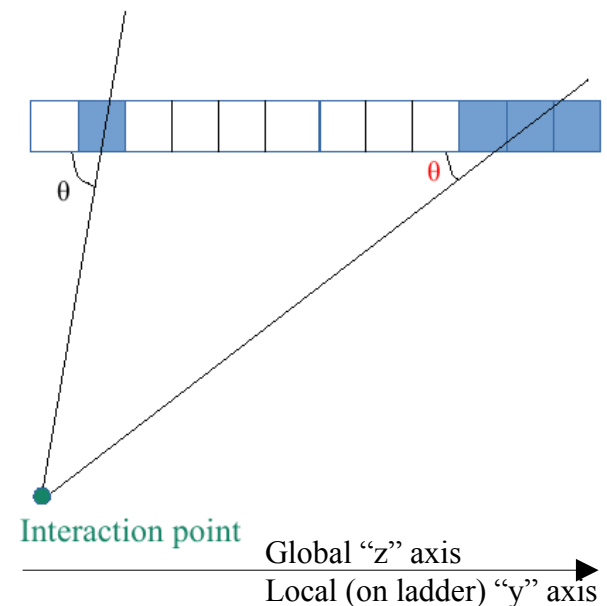 θ
θ
Interaction point
Global “z” axis
Local (on ladder) “y” axis